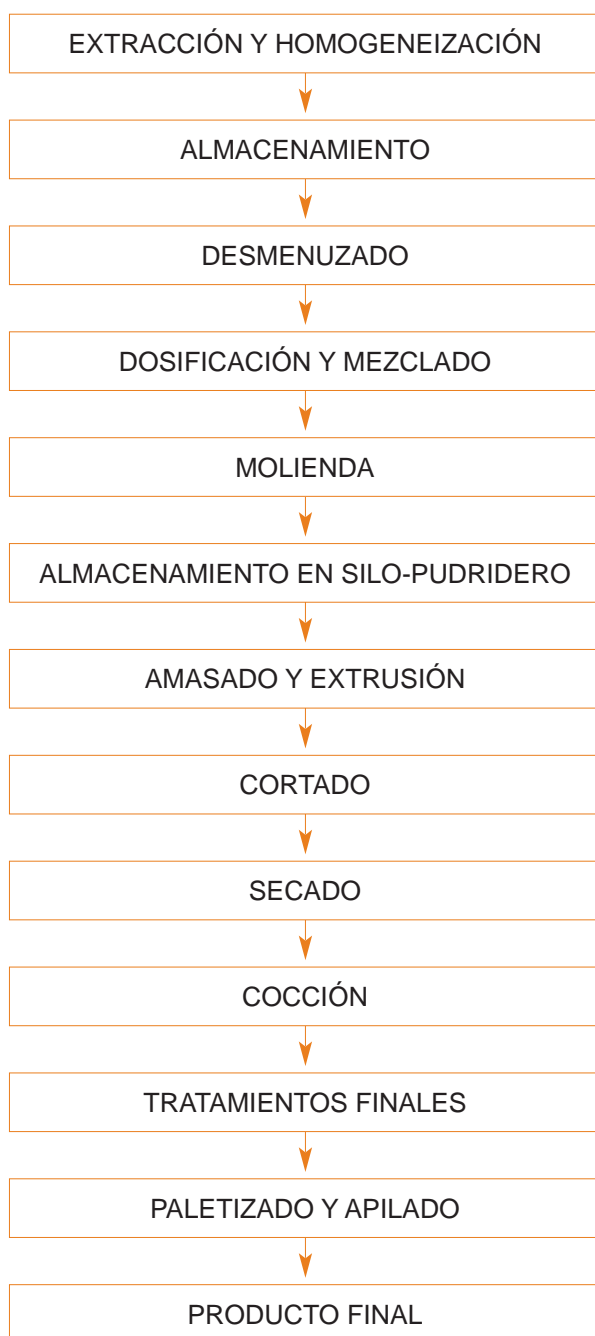 EXTRACCIÓN Y HOMOGENEIZACIÓN
ALMACENAMIENTO
DESMENUZADO
DOSIFICACIÓN Y MEZCLADO
MOLIENDA
ALMACENAMIENTO EN SILO-PUDRIDERO
AMASADO Y EXTRUSIÓN
CORTADO
SECADO
COCCIÓN
TRATAMIENTOS FINALES
PALETIZADO Y APILADO
PRODUCTO FINAL